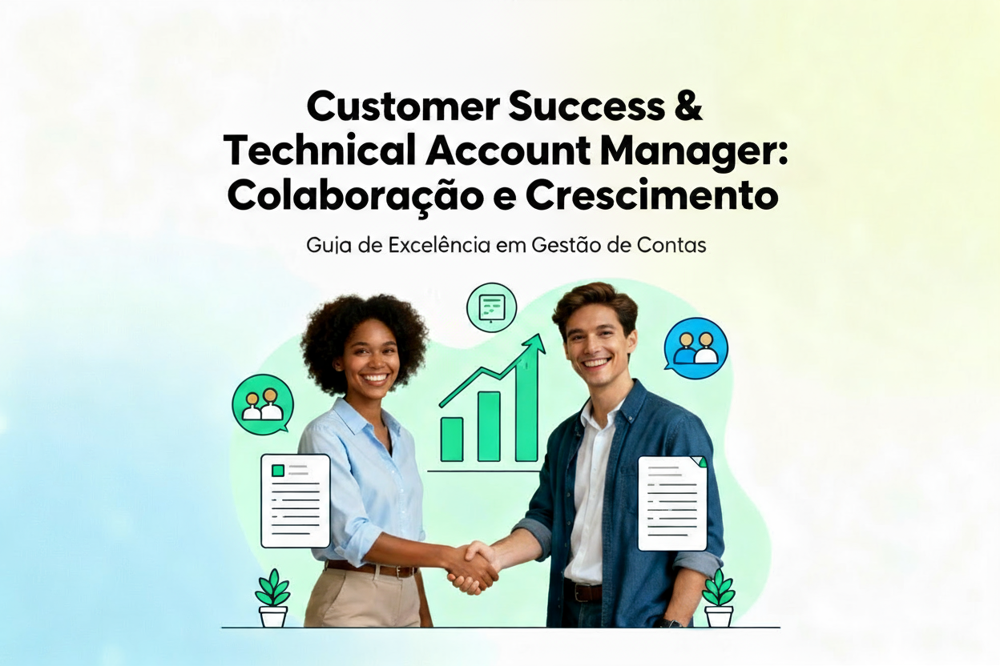 Customer Success &
Technical Account Manager:
Colaboração e Crescimento
Guia de Excelência em Gestão de Contas